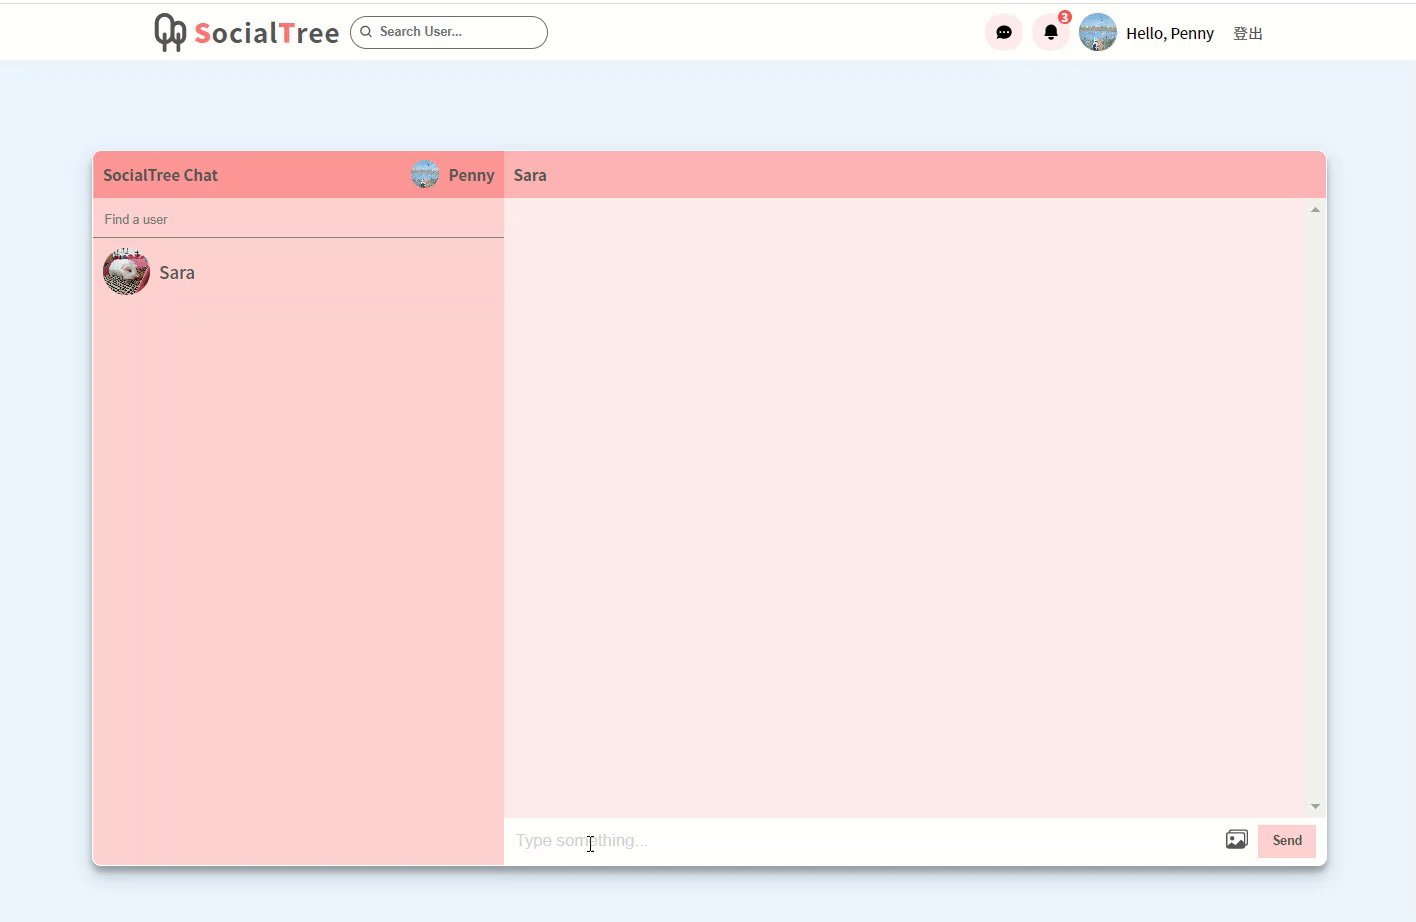 SocialTree
Search User...
3
Hello, Penny
登出
SocialTree Chat
Penny
Sara
Find a user
Sara
Type something...
Send